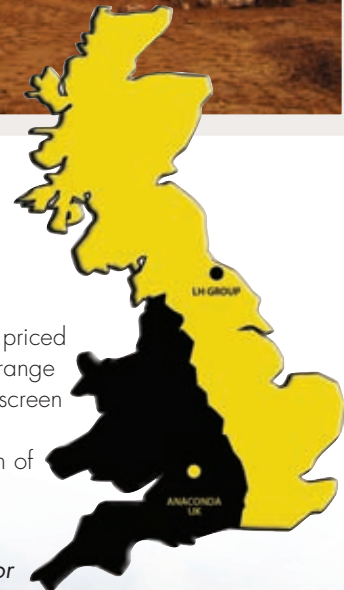 LH GROUP
priced
range
screen
n of
ANACONDA
UK
or